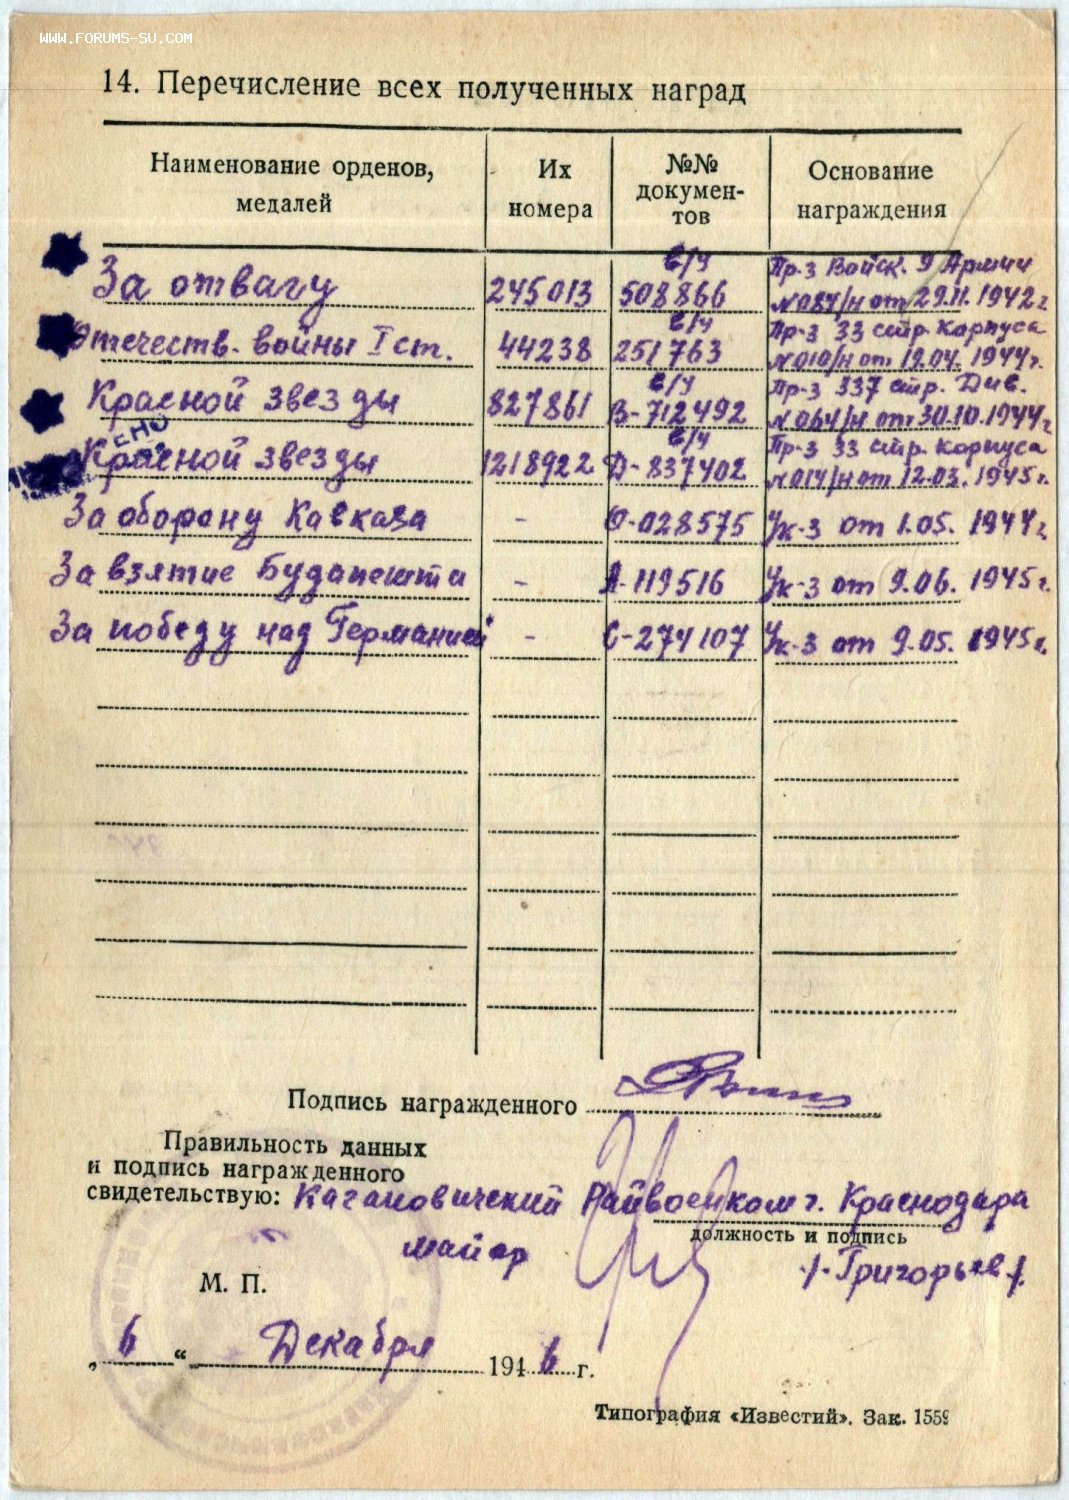 www.forums-su.com
14. Перечисление всех полученных наград
Наименование орденов, медалей
Их номера
№№ докумен-тов
Основание награждения
За отвагу 245013 в/ч 508866 Пр-з Войск. 9 Армии №087/н от 29.11.1942 г
Отечеств. войны I ст. 44238 в/ч 251763 Пр-з 33 стр. Корпуса №010/н от 19.04. 1944 г.
Красной звезды 827861 в/ч В-712492 Пр-з 337 стр. Див. №064/н от 30.10.1944 г.
Красной звезды 1218922 в/ч Д-837402 Пр-з 33 стр. корпуса №014/н от 12.03. 1945 г.
За оборону Кавказа - О-028575 Ук-з от 1.05. 1944 г
За взятие Будапешта - А-119516 Ук-з от 9.06. 1945 г.
За победу над Германией - С-274107 Ук-з от 9.05. 1945 г.
Подпись награжденного
Правильность данных
и подпись награжденного
свидетельствую: Кагановический Райвоенком г. Краснодара
должность и подпись
майор /-Григорьев-/
М. П.
„6“ Декабря 1946 г.
Типография «Известий». Зак. 1559